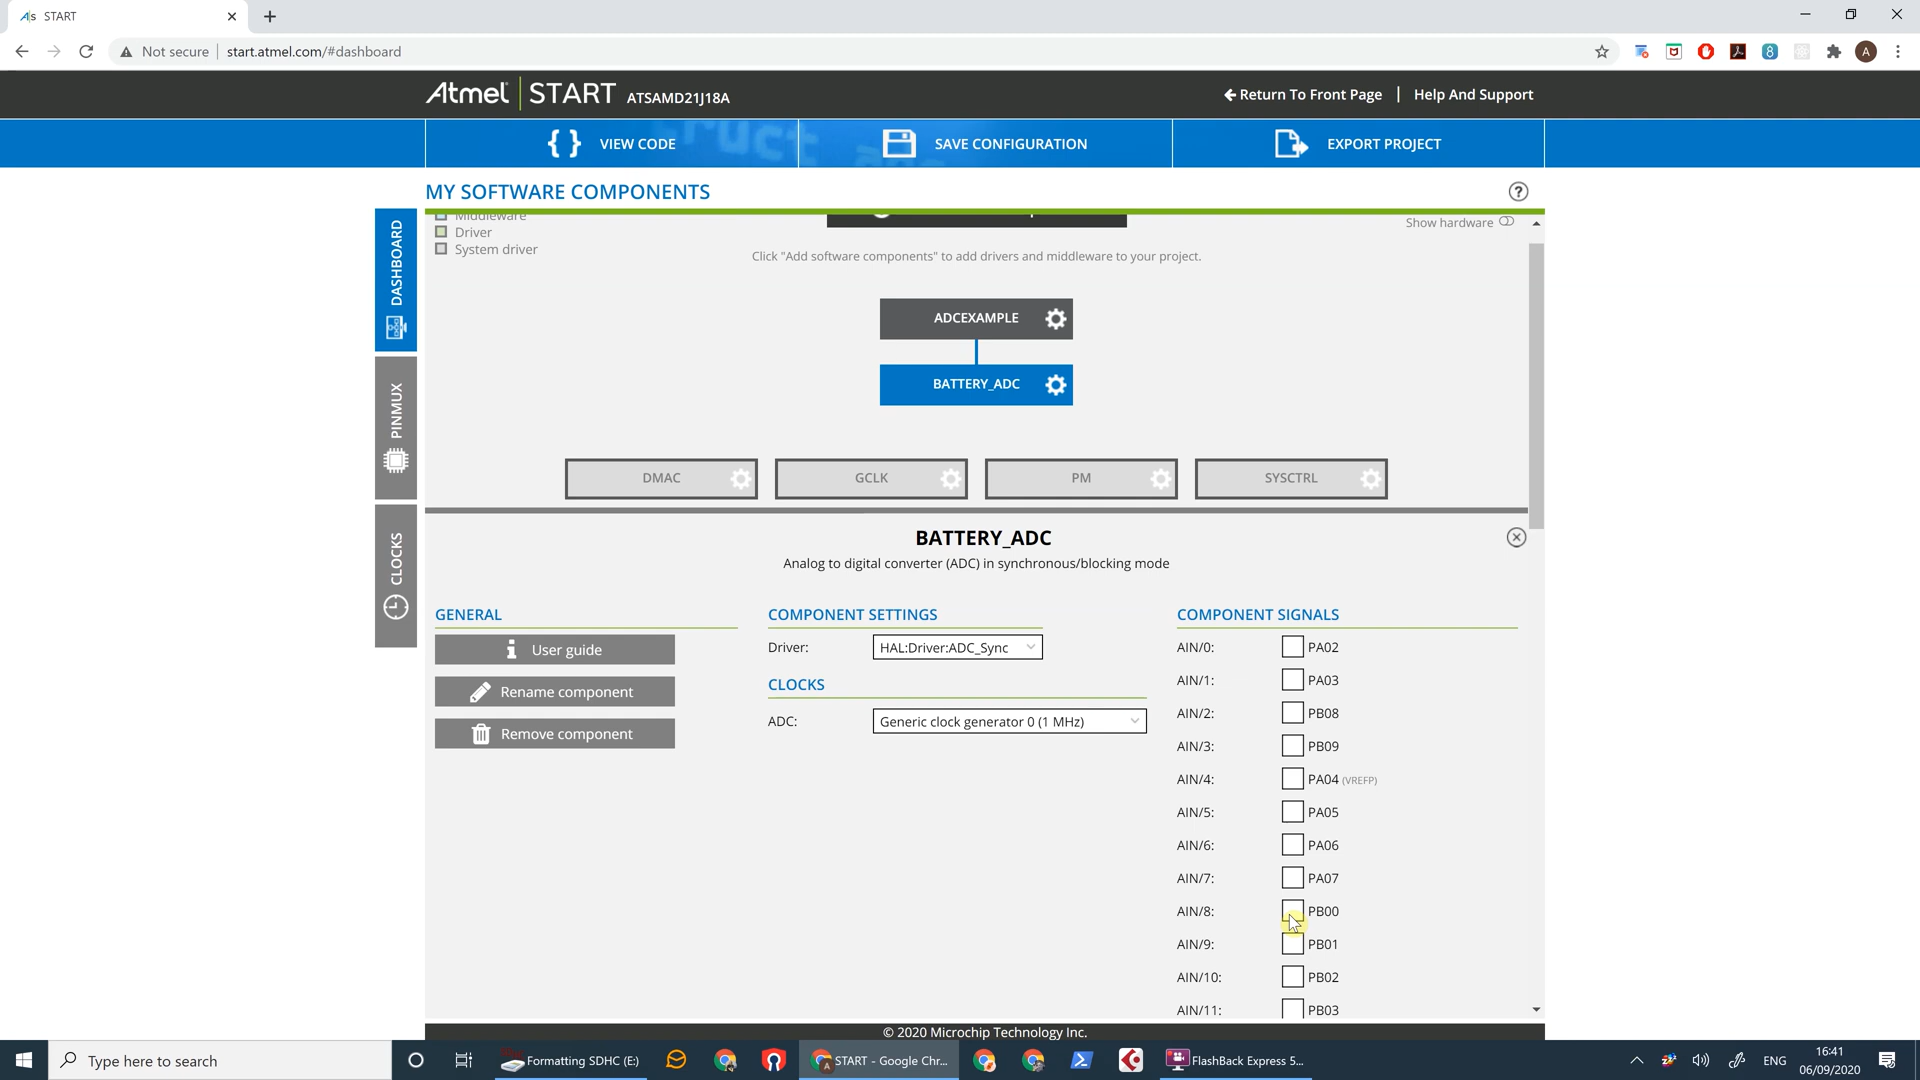 START
Not secure
start.atmel.com/#dashboard
A
Atmel START ATSAMD21J18A
Return To Front Page | Help And Support
VIEW CODE
SAVE CONFIGURATION
EXPORT PROJECT
MY SOFTWARE COMPONENTS
Middleware
Driver
System driver
Show hardware
Click "Add software components" to add drivers and middleware to your project.
DASHBOARD
PINMUX
CLOCKS
ADCEXAMPLE
BATTERY_ADC
DMAC
GCLK
PM
SYSCTRL
BATTERY_ADC
Analog to digital converter (ADC) in synchronous/blocking mode
GENERAL
User guide
Rename component
Remove component
COMPONENT SETTINGS
Driver: HAL:Driver:ADC_Sync
CLOCKS
ADC: Generic clock generator 0 (1 MHz)
COMPONENT SIGNALS
AIN/0: PA02
AIN/1: PA03
AIN/2: PB08
AIN/3: PB09
AIN/4: PA04 (VREFP)
AIN/5: PA05
AIN/6: PA06
AIN/7: PA07
AIN/8: PB00
AIN/9: PB01
AIN/10: PB02
AIN/11: PB03
© 2020 Microchip Technology Inc.
Type here to search
Formatting SDHC (E:)
START - Google Chr...
FlashBack Express 5...
ENG
16:41
06/09/2020